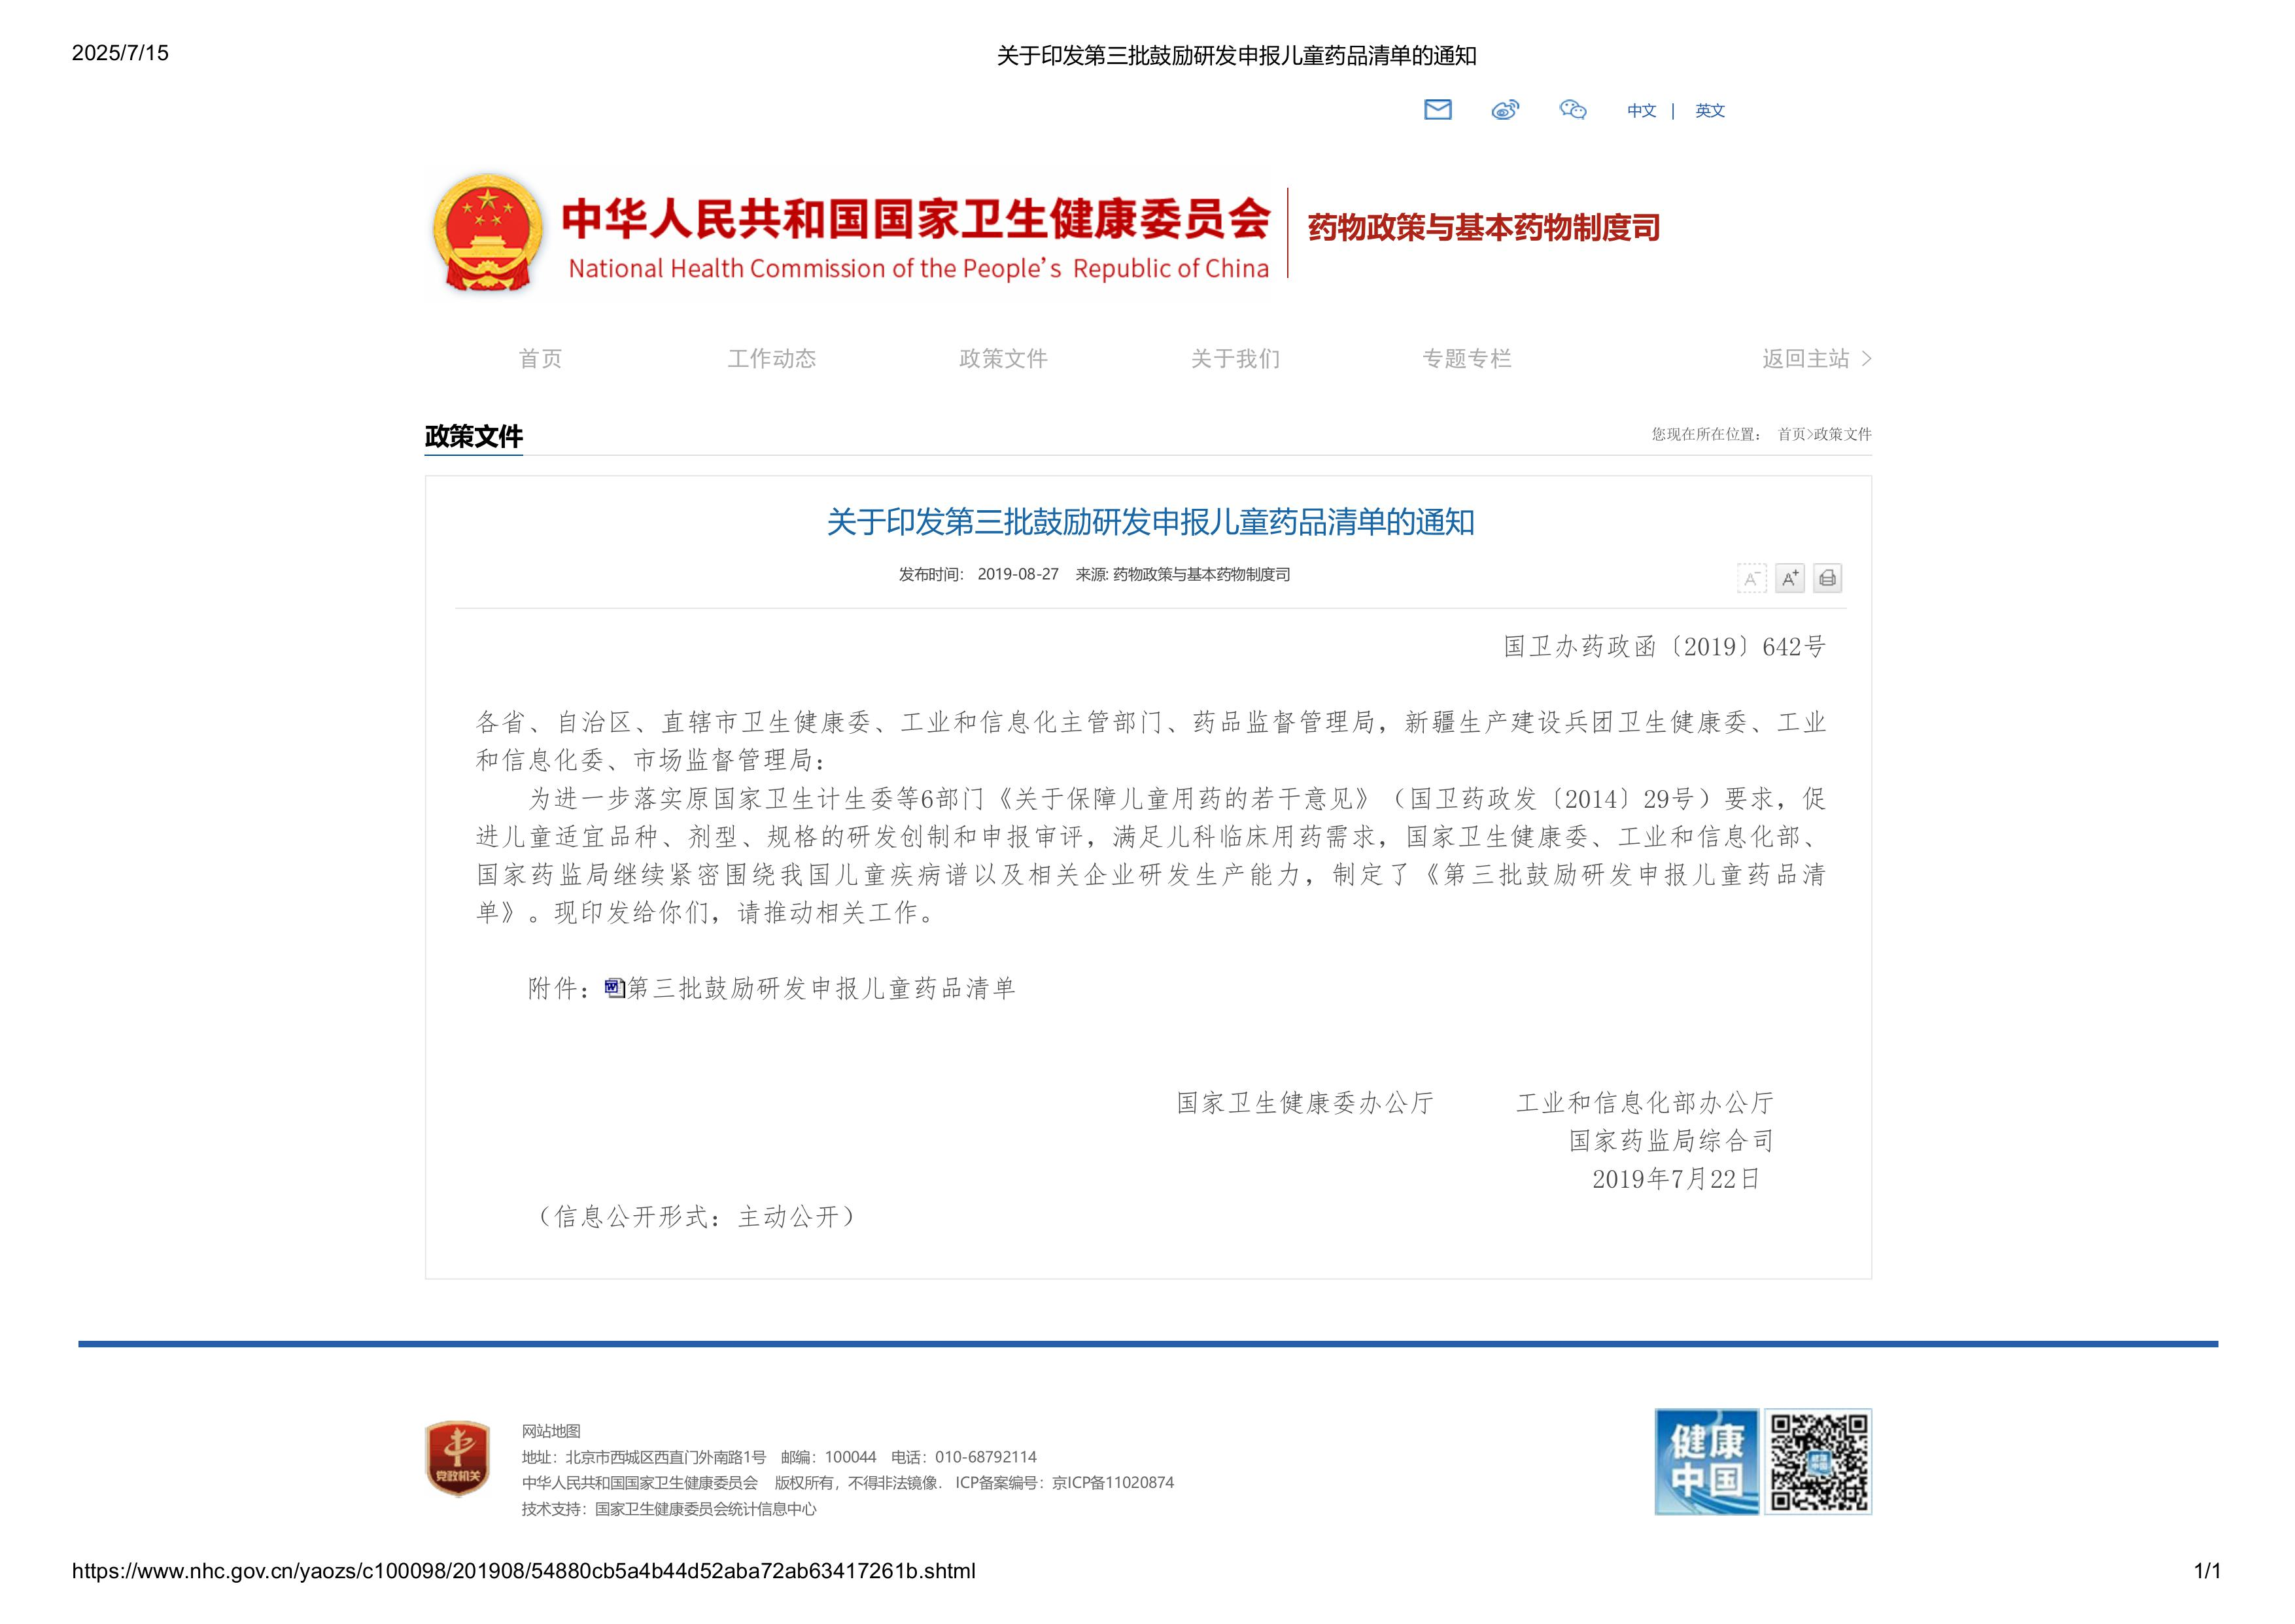 2025/7/15
关于印发第三批鼓励研发申报儿童药品清单的通知
中文 | 英文
中华人民共和国国家卫生健康委员会
National Health Commission of the People's Republic of China
药物政策与基本药物制度司
首页 工作动态 政策文件 关于我们 专题专栏 返回主站 >
政策文件
您现在所在位置: 首页>政策文件
关于印发第三批鼓励研发申报儿童药品清单的通知
发布时间: 2019-08-27 来源: 药物政策与基本药物制度司
A- A+
国卫办药政函〔2019〕642号
各省、自治区、直辖市卫生健康委、工业和信息化主管部门、药品监督管理局，新疆生产建设兵团卫生健康委、工业
和信息化委、市场监督管理局：
为进一步落实原国家卫生计生委等6部门《关于保障儿童用药的若干意见》（国卫药政发〔2014〕29号）要求，促
进儿童适宜品种、剂型、规格的研发创制和申报审评，满足儿科临床用药需求，国家卫生健康委、工业和信息化部、
国家药监局继续紧密围绕我国儿童疾病谱以及相关企业研发生产能力，制定了《第三批鼓励研发申报儿童药品清
单》。现印发给你们，请推动相关工作。
附件：第三批鼓励研发申报儿童药品清单
国家卫生健康委办公厅 工业和信息化部办公厅
国家药监局综合司
2019年7月22日
（信息公开形式：主动公开）
党政机关
网站地图
地址：北京市西城区西直门外南路1号 邮编：100044 电话：010-68792114
中华人民共和国国家卫生健康委员会 版权所有，不得非法镜像. ICP备案编号：京ICP备11020874
技术支持：国家卫生健康委员会统计信息中心
健康
中国
https://www.nhc.gov.cn/yaozs/c100098/201908/54880cb5a4b44d52aba72ab63417261b.shtml
1/1